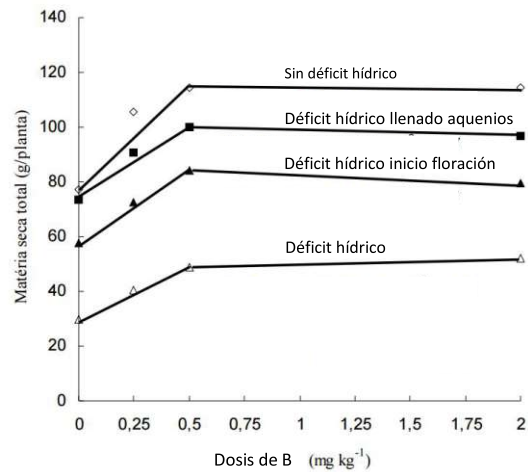 140
120
100
80
60
40
20
0
Matéria seca total (g/planta)
Sin déficit hídrico
Déficit hídrico llenado aquenios
Déficit hídrico inicio floración
Déficit hídrico
0 0,25 0,5 0,75 1 1,25 1,5 1,75 2
Dosis de B (mg kg⁻¹)